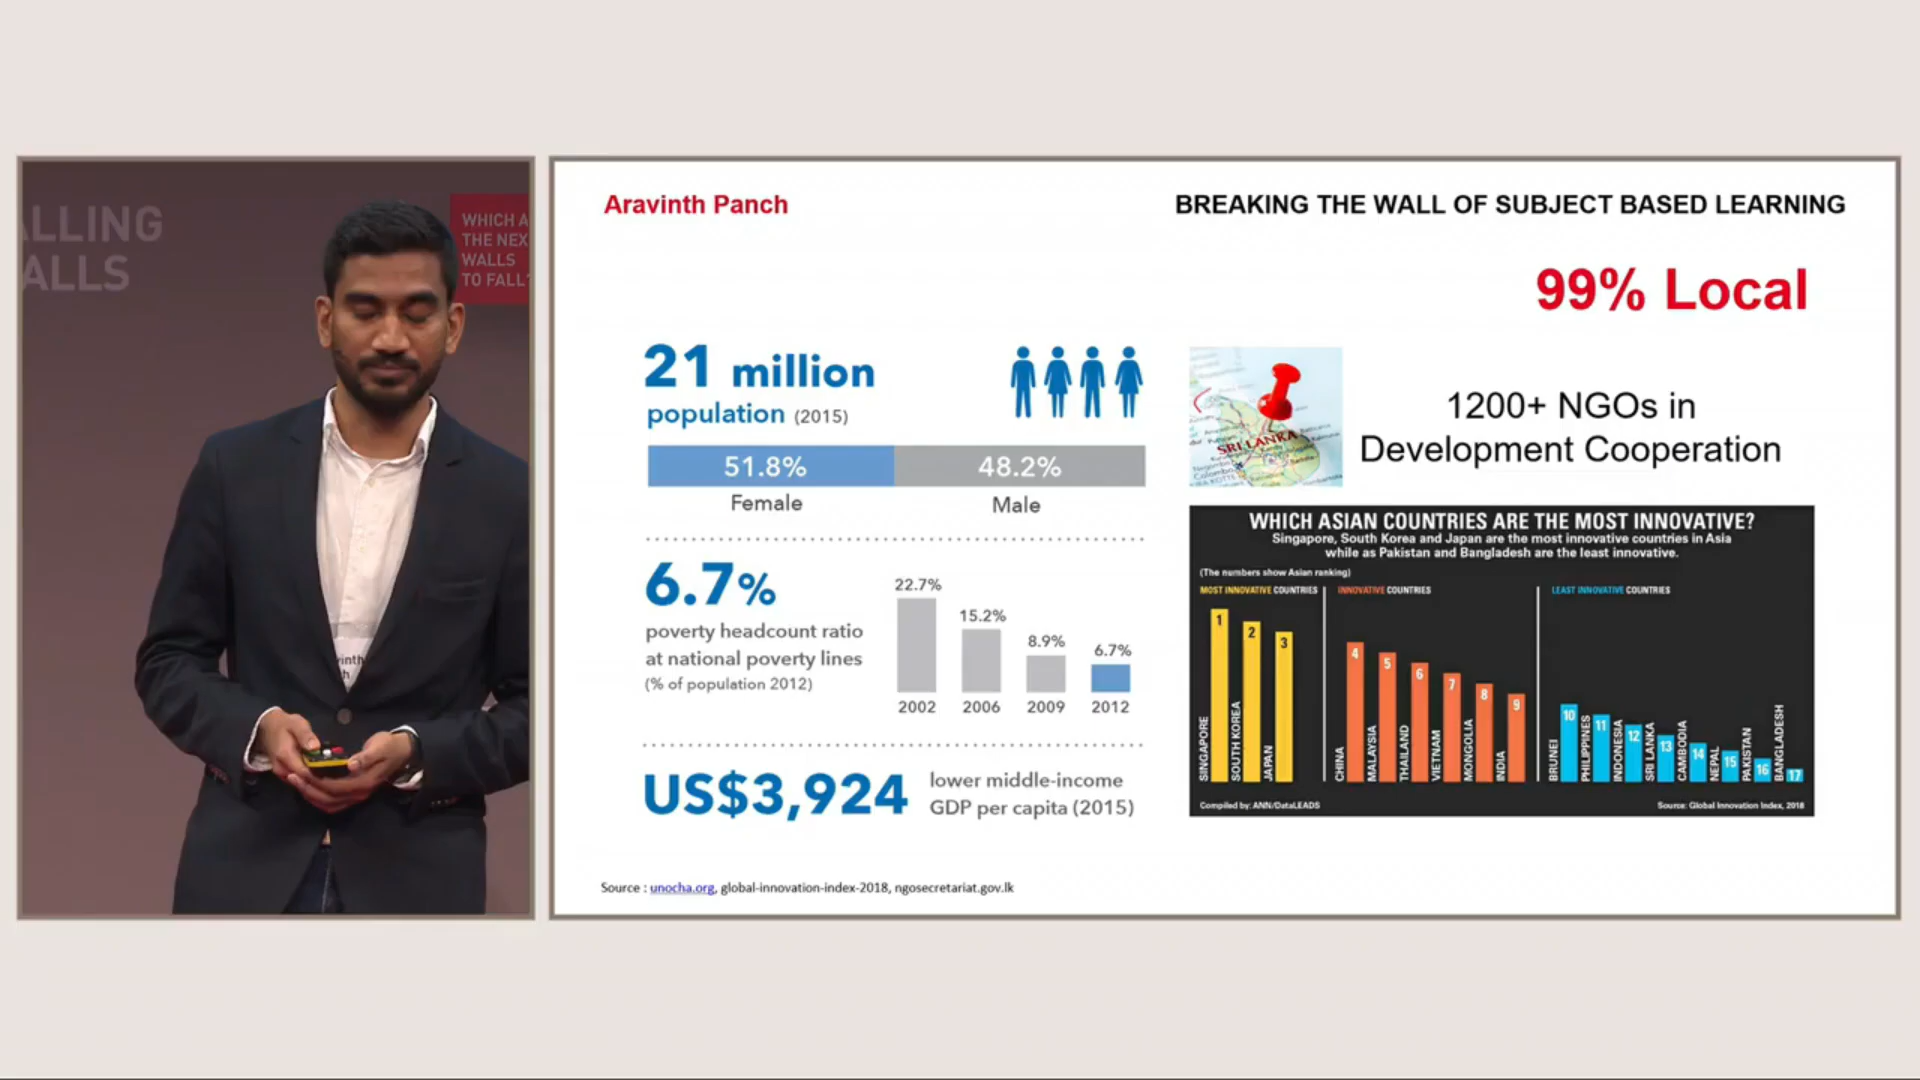 ALLING
ALLS
WHICH A
THE NEX
WALLS
TO FALL?
vinth
h
Aravinth Panch
BREAKING THE WALL OF SUBJECT BASED LEARNING
99% Local
21 million
population (2015)
51.8%
48.2%
Female
Male
6.7%
poverty headcount ratio
at national poverty lines
(% of population 2012)
22.7%
15.2%
8.9%
6.7%
2002
2006
2009
2012
US$3,924
lower middle-income
GDP per capita (2015)
SRI LANKA
1200+ NGOs in
Development Cooperation
WHICH ASIAN COUNTRIES ARE THE MOST INNOVATIVE?
Singapore, South Korea and Japan are the most innovative countries in Asia
while as Pakistan and Bangladesh are the least innovative.
(The numbers show Asian ranking)
MOST INNOVATIVE COUNTRIES
INNOVATIVE COUNTRIES
LEAST INNOVATIVE COUNTRIES
SINGAPORE
1
SOUTH KOREA
2
JAPAN
3
CHINA
4
MALAYSIA
5
THAILAND
6
VIETNAM
7
MONGOLIA
8
INDIA
9
BRUNEI
10
PHILIPPINES
11
INDONESIA
12
SRI LANKA
13
CAMBODIA
14
NEPAL
15
PAKISTAN
16
BANGLADESH
17
Compiled by: ANN/DataLEADS
Source: Global Innovation Index, 2018
Source : unocha.org, global-innovation-index-2018, ngosecretariat.gov.lk